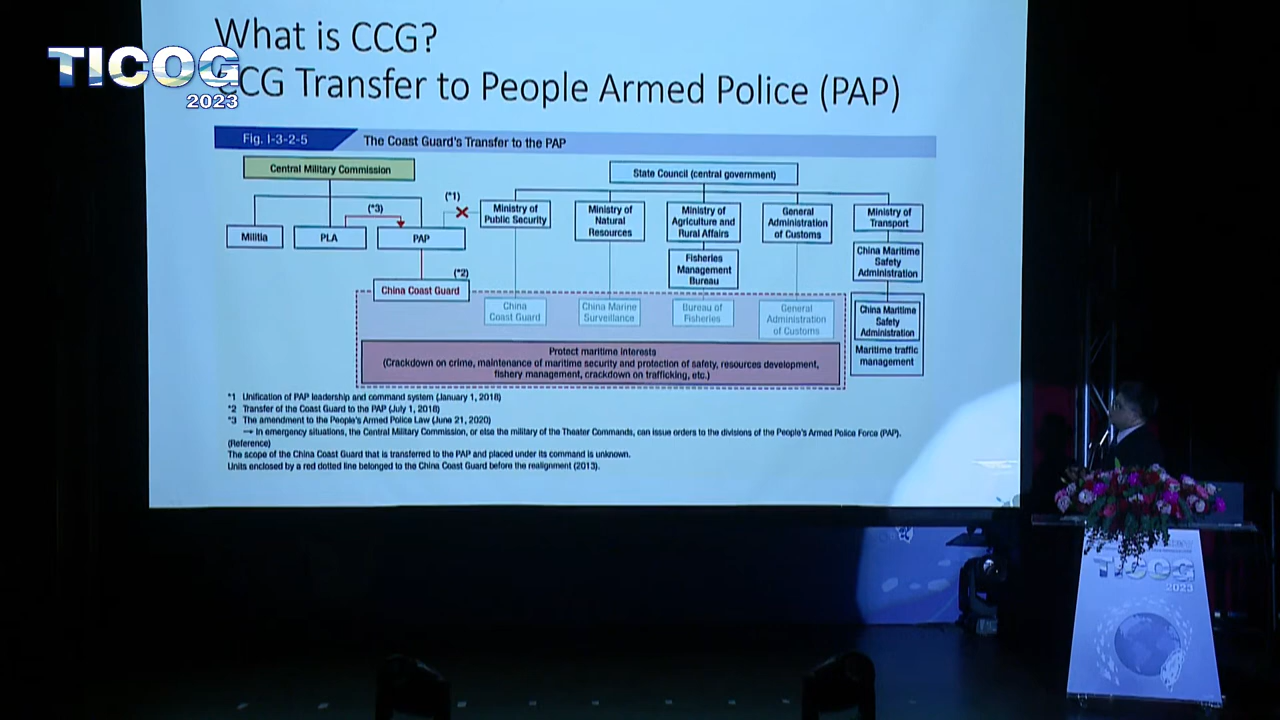 What is CCG?
TICOG
2023
CCG Transfer to People Armed Police (PAP)
Fig. I-3-2-5
The Coast Guard's Transfer to the PAP
Central Military Commission
State Council (central government)
(*1)
(*3)
Militia
PLA
PAP
Ministry of
Public Security
Ministry of
Natural
Resources
Ministry of
Agriculture and
Rural Affairs
General
Administration
of Customs
Ministry of
Transport
Fisheries
Management
Bureau
China Maritime
Safety
Administration
(*2)
China Coast Guard
China
Coast Guard
China Marine
Surveillance
Bureau of
Fisheries
General
Administration
of Customs
China Maritime
Safety
Administration
Maritime traffic
management
Protect maritime interests
(Crackdown on crime, maintenance of maritime security and protection of safety, resources development,
fishery management, crackdown on trafficking, etc.)
*1 Unification of PAP leadership and command system (January 1, 2018)
*2 Transfer of the Coast Guard to the PAP (July 1, 2018)
*3 The amendment to the People's Armed Police Law (June 21, 2020)
→ In emergency situations, the Central Military Commission, or else the military of the Theater Commands, can issue orders to the divisions of the People's Armed Police Force (PAP).
(Reference)
The scope of the China Coast Guard that is transferred to the PAP and placed under its command is unknown.
Units enclosed by a red dotted line belonged to the China Coast Guard before the realignment (2013).
TICOG
2023